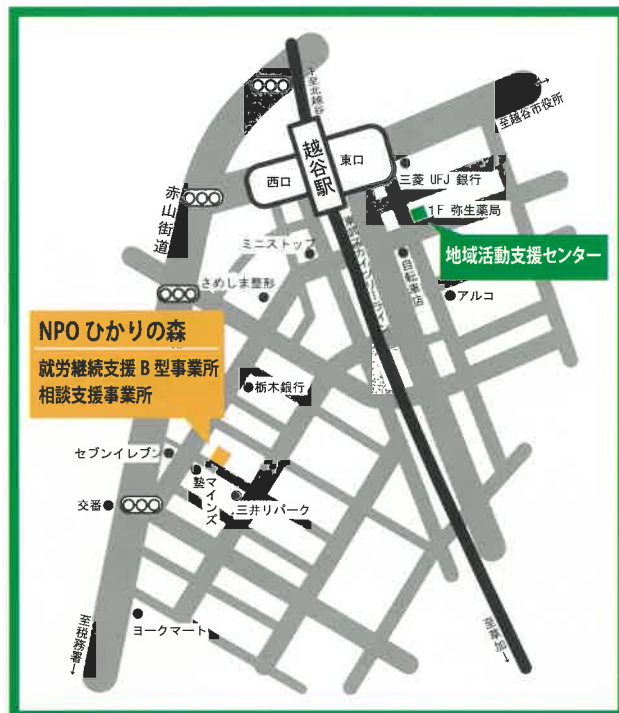 ↑至北越谷
至越谷市役所→
越谷駅
東口
西口
三菱 UFJ 銀行
1F 弥生薬局
地域活動支援センター
赤山街道
ミニストップ
自転車店
さめしま整形
アルコ
NPO ひかりの森
就労継続支援 B 型事業所
相談支援事業所
栃木銀行
セブンイレブン
マインズ
塾
三井リパーク
交番
ヨークマート
至税務署→
至草加→